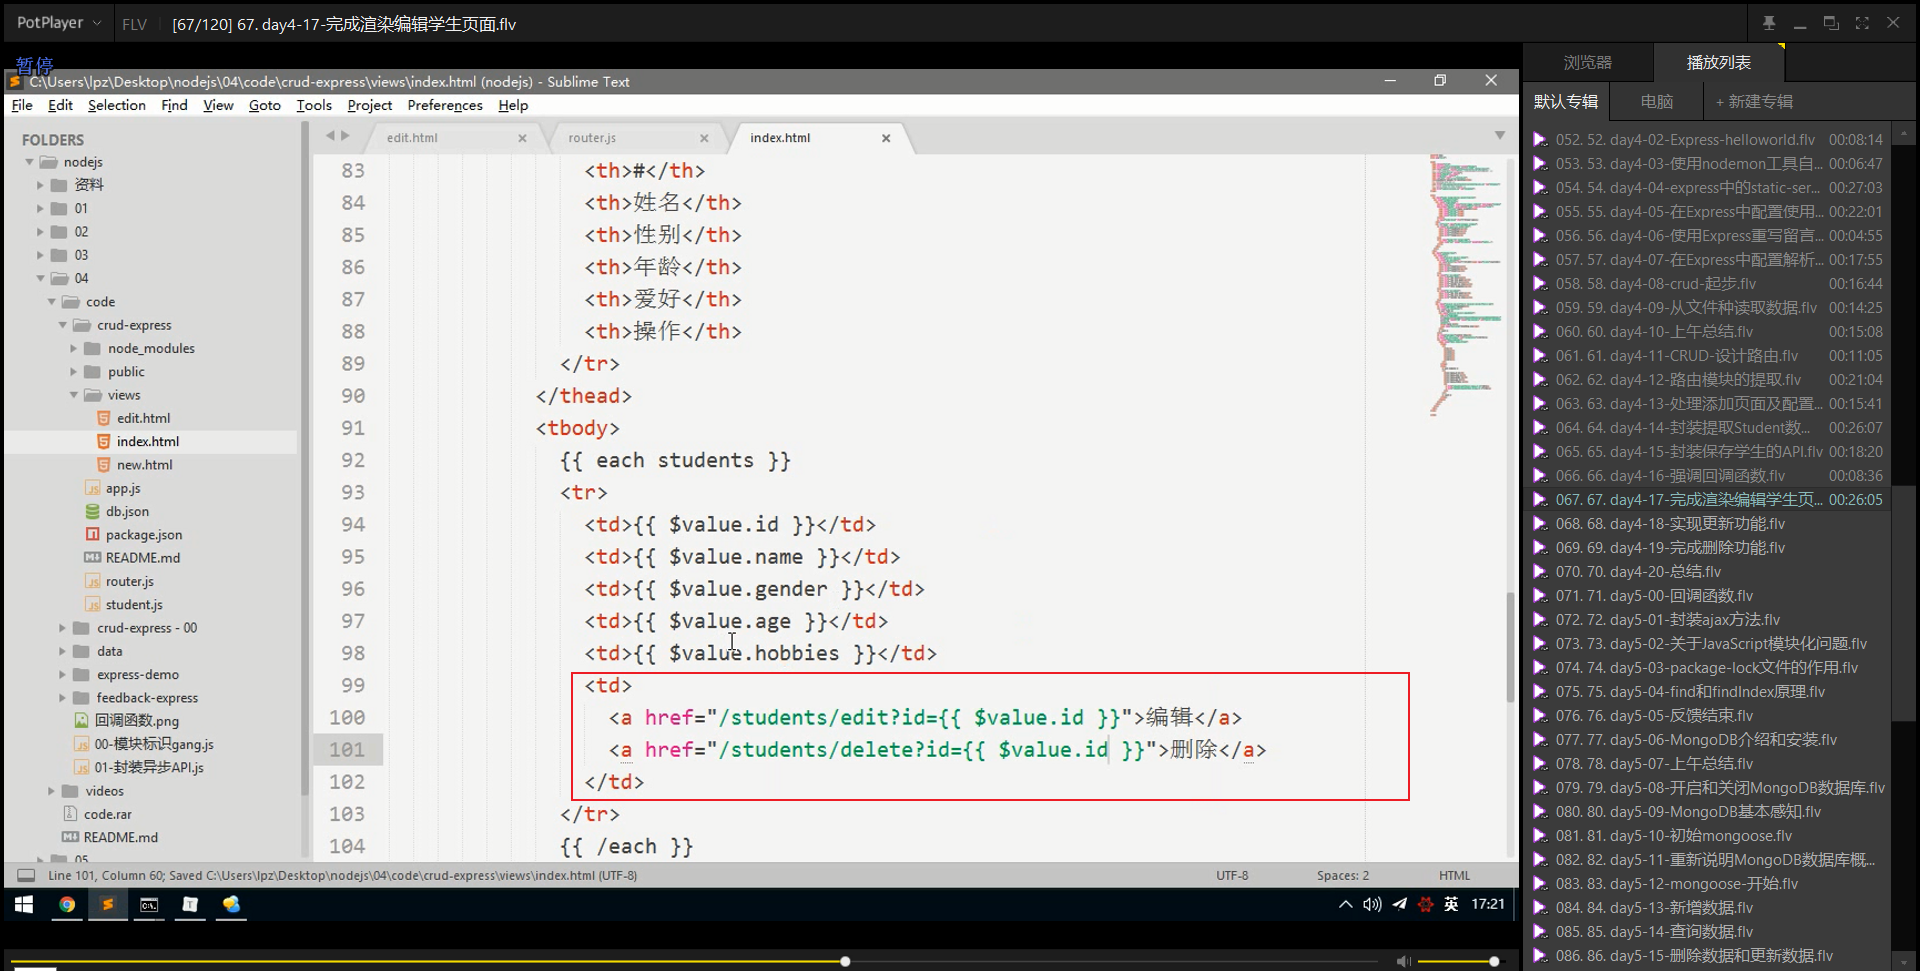 PotPlayer
FLV
[67/120] 67. day4-17-完成渲染编辑学生页面.flv
暂停
C:\Users\lpz\Desktop\nodejs\04\code\crud-express\views\index.html (nodejs) - Sublime Text
File Edit Selection Find View Goto Tools Project Preferences Help
FOLDERS
nodejs
资料
01
02
03
04
code
crud-express
node_modules
public
views
edit.html
index.html
new.html
app.js
db.json
package.json
README.md
router.js
student.js
crud-express - 00
data
express-demo
feedback-express
回调函数.png
00-模块标识gang.js
01-封装异步API.js
videos
code.rar
README.md
05
edit.html
router.js
index.html
83 <th>#</th>
84 <th>姓名</th>
85 <th>性别</th>
86 <th>年龄</th>
87 <th>爱好</th>
88 <th>操作</th>
89 </tr>
90 </thead>
91 <tbody>
92 {{ each students }}
93 <tr>
94 <td>{{ $value.id }}</td>
95 <td>{{ $value.name }}</td>
96 <td>{{ $value.gender }}</td>
97 <td>{{ $value.age }}</td>
98 <td>{{ $value.hobbies }}</td>
99 <td>
100 <a href="/students/edit?id={{ $value.id }}">编辑</a>
101 <a href="/students/delete?id={{ $value.id }}">删除</a>
102 </td>
103 </tr>
104 {{ /each }}
Line 101, Column 60; Saved C:\Users\lpz\Desktop\nodejs\04\code\crud-express\views\index.html (UTF-8)
UTF-8
Spaces: 2
HTML
英
17:21
浏览器
播放列表
默认专辑
电脑
+ 新建专辑
052. 52. day4-02-Express-helloworld.flv 00:08:14
053. 53. day4-03-使用nodemon工具自... 00:06:47
054. 54. day4-04-express中的static-ser... 00:27:03
055. 55. day4-05-在Express中配置使用... 00:22:01
056. 56. day4-06-使用Express重写留言... 00:04:55
057. 57. day4-07-在Express中配置解析... 00:17:55
058. 58. day4-08-crud-起步.flv 00:16:44
059. 59. day4-09-从文件种读取数据.flv 00:14:25
060. 60. day4-10-上午总结.flv 00:15:08
061. 61. day4-11-CRUD-设计路由.flv 00:11:05
062. 62. day4-12-路由模块的提取.flv 00:21:04
063. 63. day4-13-处理添加页面及配置... 00:15:41
064. 64. day4-14-封装提取Student数... 00:26:07
065. 65. day4-15-封装保存学生的API.flv 00:18:20
066. 66. day4-16-强调回调函数.flv 00:08:36
067. 67. day4-17-完成渲染编辑学生页... 00:26:05
068. 68. day4-18-实现更新功能.flv
069. 69. day4-19-完成删除功能.flv
070. 70. day4-20-总结.flv
071. 71. day5-00-回调函数.flv
072. 72. day5-01-封装ajax方法.flv
073. 73. day5-02-关于JavaScript模块化问题.flv
074. 74. day5-03-package-lock文件的作用.flv
075. 75. day5-04-find和findIndex原理.flv
076. 76. day5-05-反馈结束.flv
077. 77. day5-06-MongoDB介绍和安装.flv
078. 78. day5-07-上午总结.flv
079. 79. day5-08-开启和关闭MongoDB数据库.flv
080. 80. day5-09-MongoDB基本感知.flv
081. 81. day5-10-初始mongoose.flv
082. 82. day5-11-重新说明MongoDB数据库概...
083. 83. day5-12-mongoose-开始.flv
084. 84. day5-13-新增数据.flv
085. 85. day5-14-查询数据.flv
086. 86. day5-15-删除数据和更新数据.flv